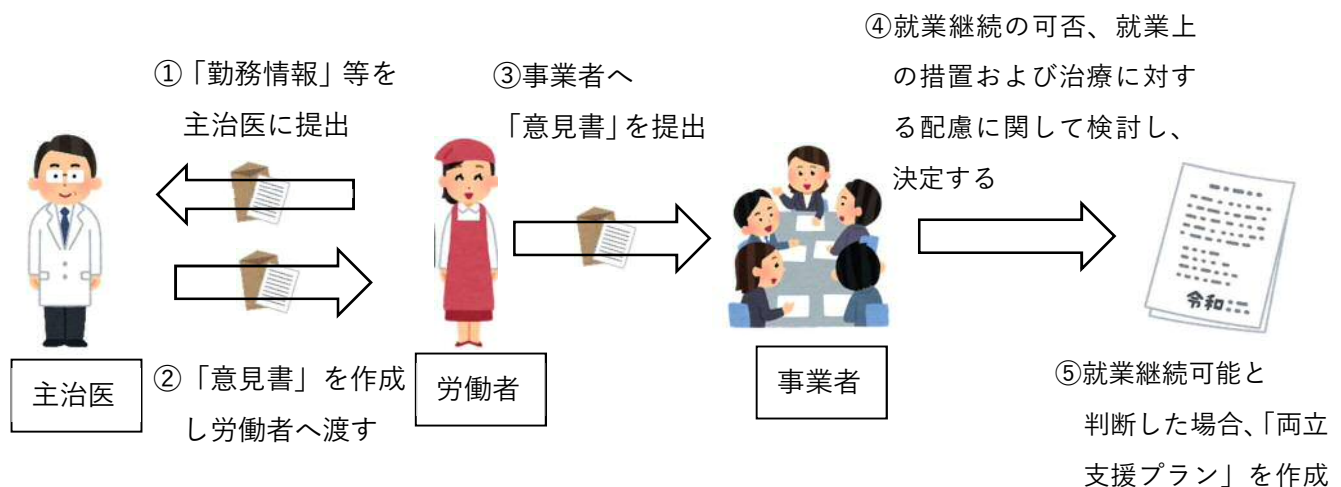 ①「勤務情報」等を
主治医に提出
②「意見書」を作成
し労働者へ渡す
③事業者へ
「意見書」を提出
④就業継続の可否、就業上
の措置および治療に対す
る配慮に関して検討し、
決定する
⑤就業継続可能と
判断した場合、「両立
支援プラン」を作成
主治医
労働者
事業者
令和